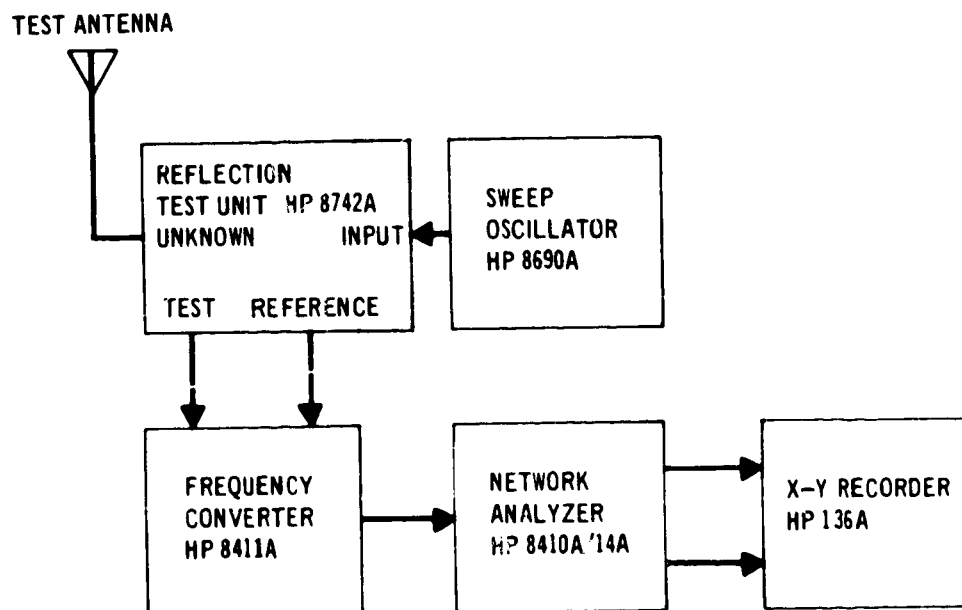 TEST ANTENNA
REFLECTION
TEST UNIT HP 8742A
UNKNOWN INPUT
TEST REFERENCE
SWEEP
OSCILLATOR
HP 8690A
FREQUENCY
CONVERTER
HP 8411A
NETWORK
ANALYZER
HP 8410A/14A
X-Y RECORDER
HP 136A